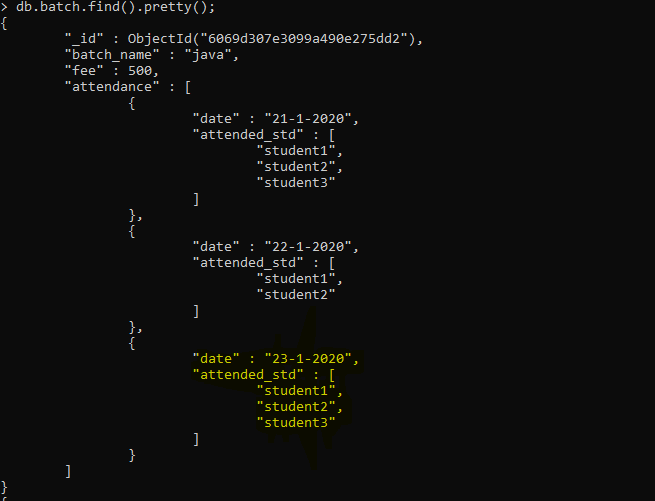 > db.batch.find().pretty();
{
        "_id" : ObjectId("6069d307e3099a490e275dd2"),
        "batch_name" : "java",
        "fee" : 500,
        "attendance" : [
                {
                        "date" : "21-1-2020",
                        "attended_std" : [
                                "student1",
                                "student2",
                                "student3"
                        ]
                },
                {
                        "date" : "22-1-2020",
                        "attended_std" : [
                                "student1",
                                "student2"
                        ]
                },
                {
                        "date" : "23-1-2020",
                        "attended_std" : [
                                "student1",
                                "student2",
                                "student3"
                        ]
                }
        ]
}